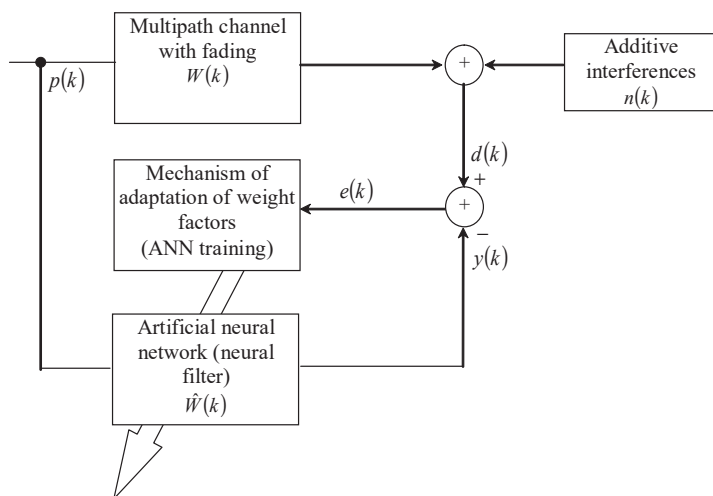 Multipath channel
with fading
W(k)
p(k)
+
Additive
interferences
n(k)
d(k)
+
Mechanism of
adaptation of weight
factors
(ANN training)
e(k)
+
−
y(k)
Artificial neural
network (neural
filter)
Ŵ(k)